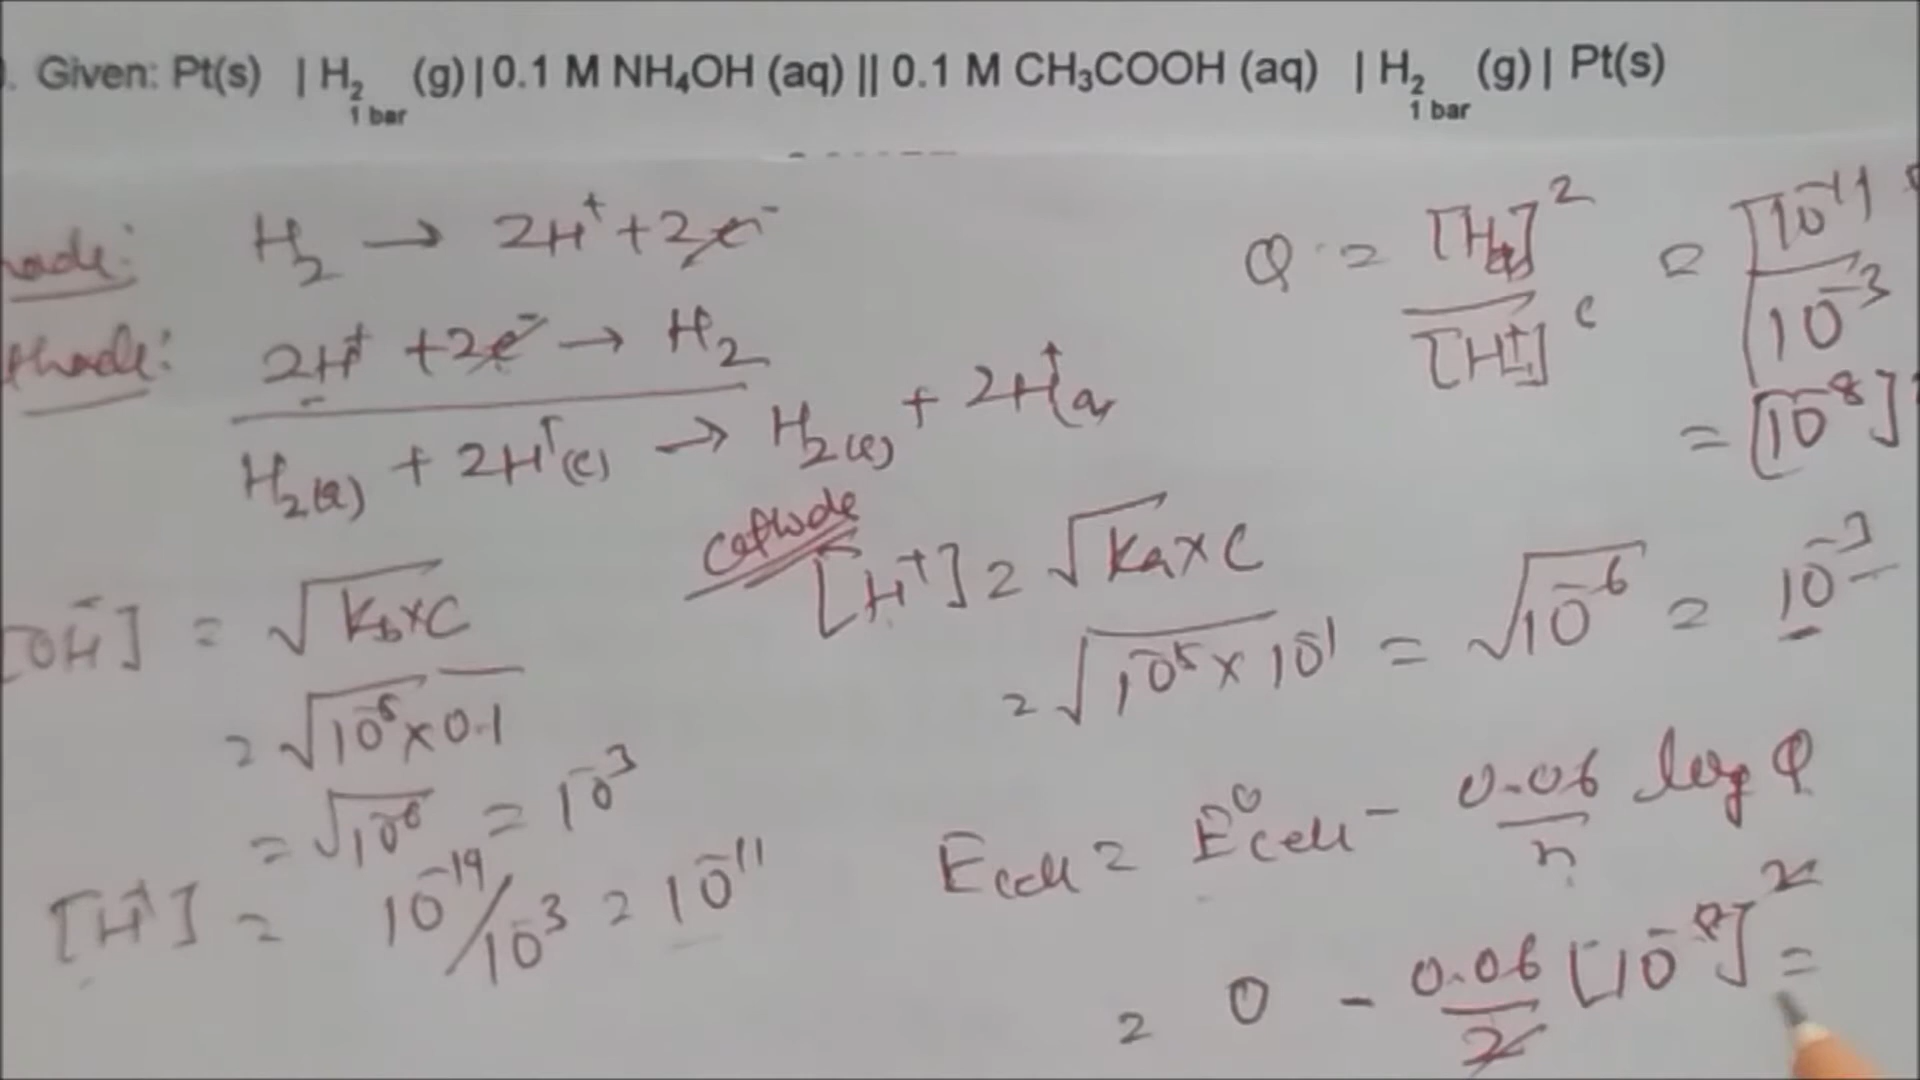 . Given: Pt(s) | H₂ (g) | 0.1 M NH₄OH (aq) || 0.1 M CH₃COOH (aq) | H₂ (g) | Pt(s)
1 bar 1 bar
node: H₂ → 2H⁺ + 2e⁻
thode: 2H⁺ + 2e⁻ → H₂
H₂(a) + 2H⁺(c) → H₂(c) + 2H⁺a
Q = [H⁺a]² / [H⁺]c = [10⁻¹¹ / 10⁻³
= [10⁻⁸]
[OH⁻] = √Kb×C
= √10⁻⁵×0.1
= √10⁻⁶ = 10⁻³
[H⁺] = 10⁻¹⁴/10⁻³ = 10⁻¹¹
Cathode
[H⁺] = √Ka×C
= √10⁻⁵×10⁻¹ = √10⁻⁶ = 10⁻³
Ecell = E⁰cell - 0.06/n log Q
= 0 - 0.06/2 [10⁻⁸]² =